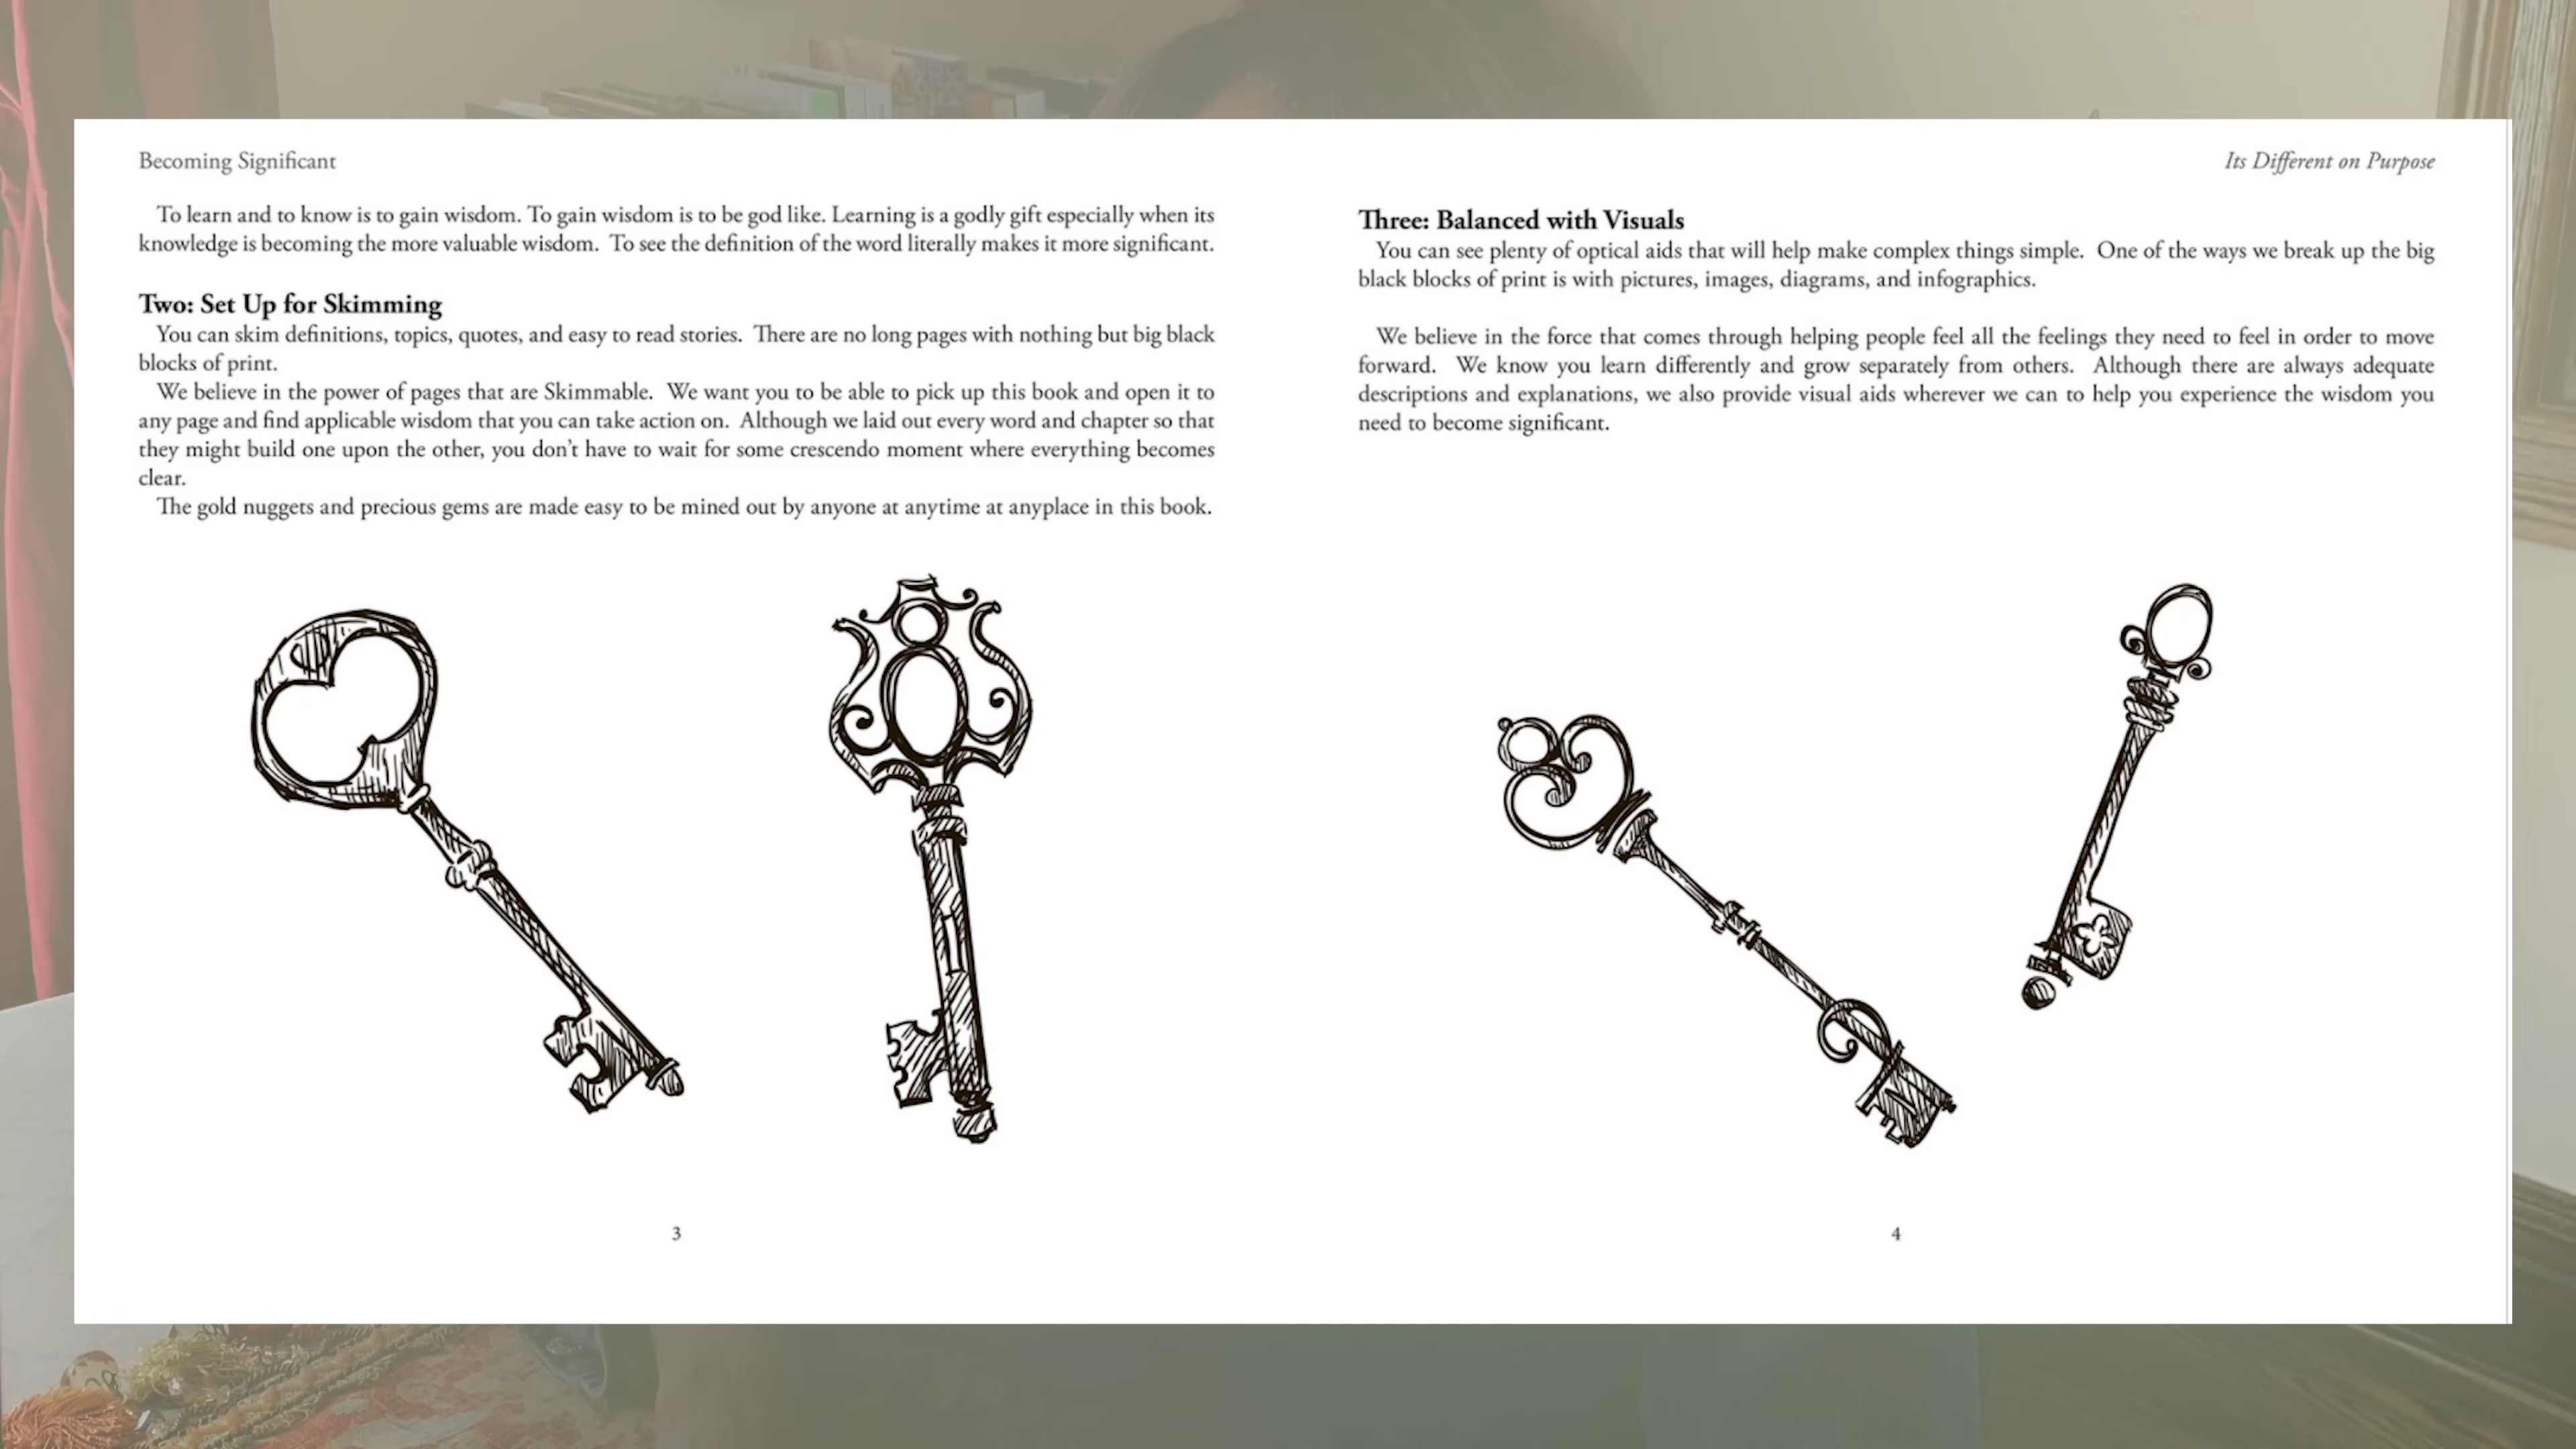 Becoming Significant
To learn and to know is to gain wisdom. To gain wisdom is to be god like. Learning is a godly gift especially when its
knowledge is becoming the more valuable wisdom. To see the definition of the word literally makes it more significant.
Two: Set Up for Skimming
You can skim definitions, topics, quotes, and easy to read stories. There are no long pages with nothing but big black
blocks of print.
We believe in the power of pages that are Skimmable. We want you to be able to pick up this book and open it to
any page and find applicable wisdom that you can take action on. Although we laid out every word and chapter so that
they might build one upon the other, you don't have to wait for some crescendo moment where everything becomes
clear.
The gold nuggets and precious gems are made easy to be mined out by anyone at anytime at anyplace in this book.
3
Its Different on Purpose
Three: Balanced with Visuals
You can see plenty of optical aids that will help make complex things simple. One of the ways we break up the big
black blocks of print is with pictures, images, diagrams, and infographics.
We believe in the force that comes through helping people feel all the feelings they need to feel in order to move
forward. We know you learn differently and grow separately from others. Although there are always adequate
descriptions and explanations, we also provide visual aids wherever we can to help you experience the wisdom you
need to become significant.
4